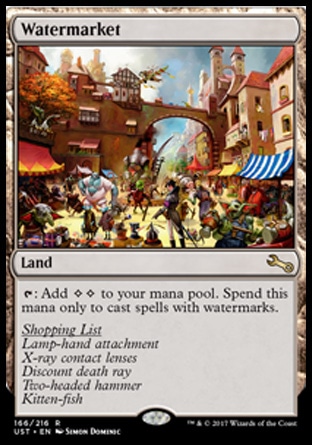 Watermarket
Land
: Add to your mana pool. Spend this
mana only to cast spells with watermarks.
Shopping List
Lamp-hand attachment
X-ray contact lenses
Discount death ray
Two-headed hammer
Kitten-fish
166/216 R
UST • EN Simon Dominic
™ & © 2017 Wizards of the Coast